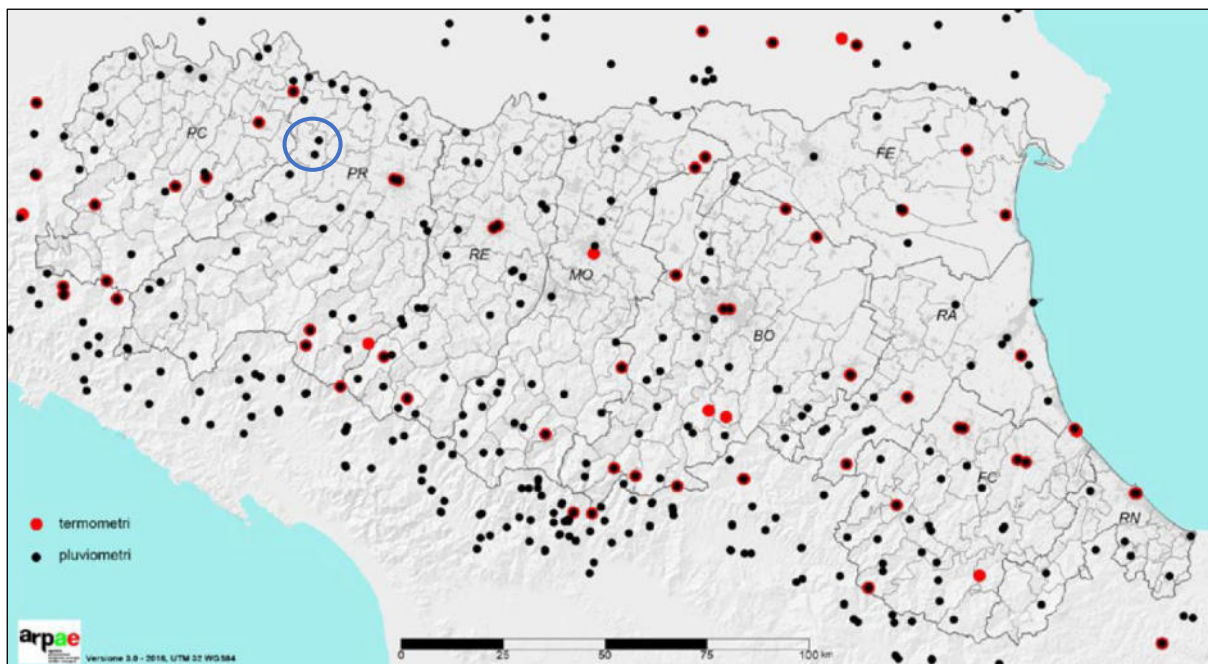 PC
PR
FE
RE
MO
BO
RA
FC
RN
termometri
pluviometri
arpae
Versione 3.0 - 2016, UTM 32 WGS84
0 25 50 75 100 km